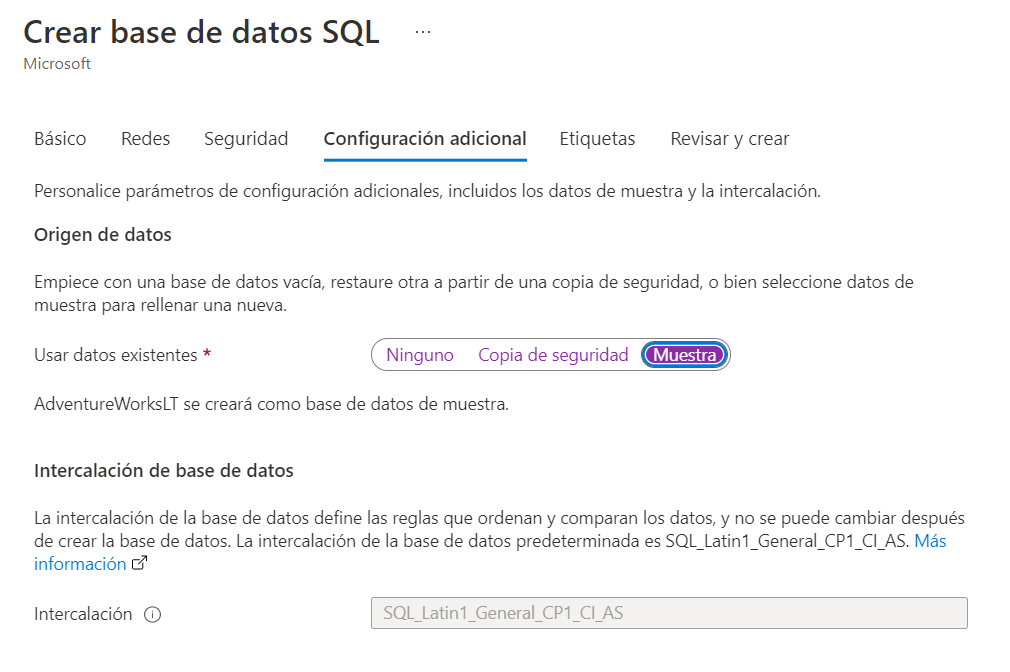 Crear base de datos SQL ...
Microsoft
Básico Redes Seguridad Configuración adicional Etiquetas Revisar y crear
Personalice parámetros de configuración adicionales, incluidos los datos de muestra y la intercalación.
Origen de datos
Empiece con una base de datos vacía, restaure otra a partir de una copia de seguridad, o bien seleccione datos de
muestra para rellenar una nueva.
Usar datos existentes * Ninguno Copia de seguridad Muestra
AdventureWorksLT se creará como base de datos de muestra.
Intercalación de base de datos
La intercalación de la base de datos define las reglas que ordenan y comparan los datos, y no se puede cambiar después
de crear la base de datos. La intercalación de la base de datos predeterminada es SQL_Latin1_General_CP1_CI_AS. Más
información
Intercalación SQL_Latin1_General_CP1_CI_AS